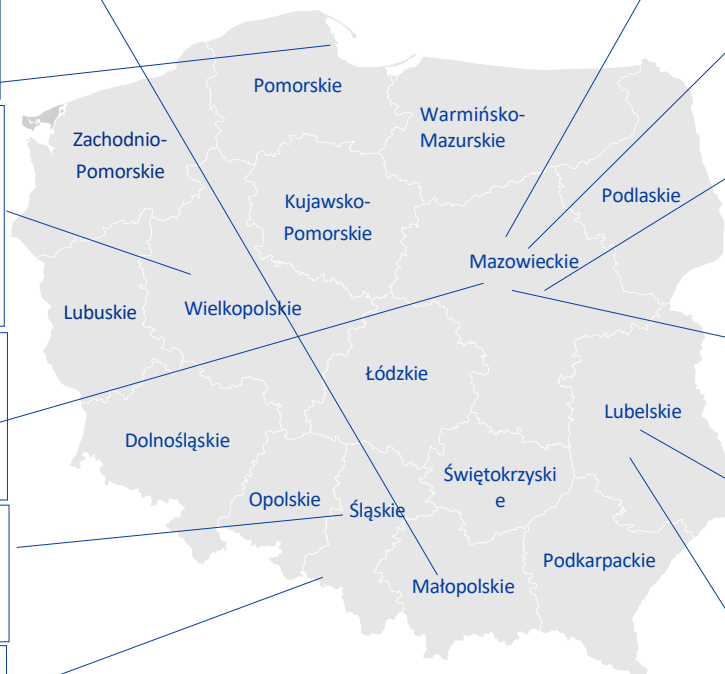 Pomorskie
Warmińsko-
Mazurskie
Zachodnio-
Pomorskie
Podlaskie
Kujawsko-
Pomorskie
Mazowieckie
Lubuskie
Wielkopolskie
Łódzkie
Lubelskie
Dolnośląskie
Świętokrzyski
e
Opolskie
Śląskie
Podkarpackie
Małopolskie